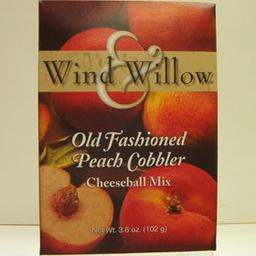 Wind & Willow
Old Fashioned
Peach Cobbler
Cheeseball Mix
Net Wt. 3.6 oz. (102 g)